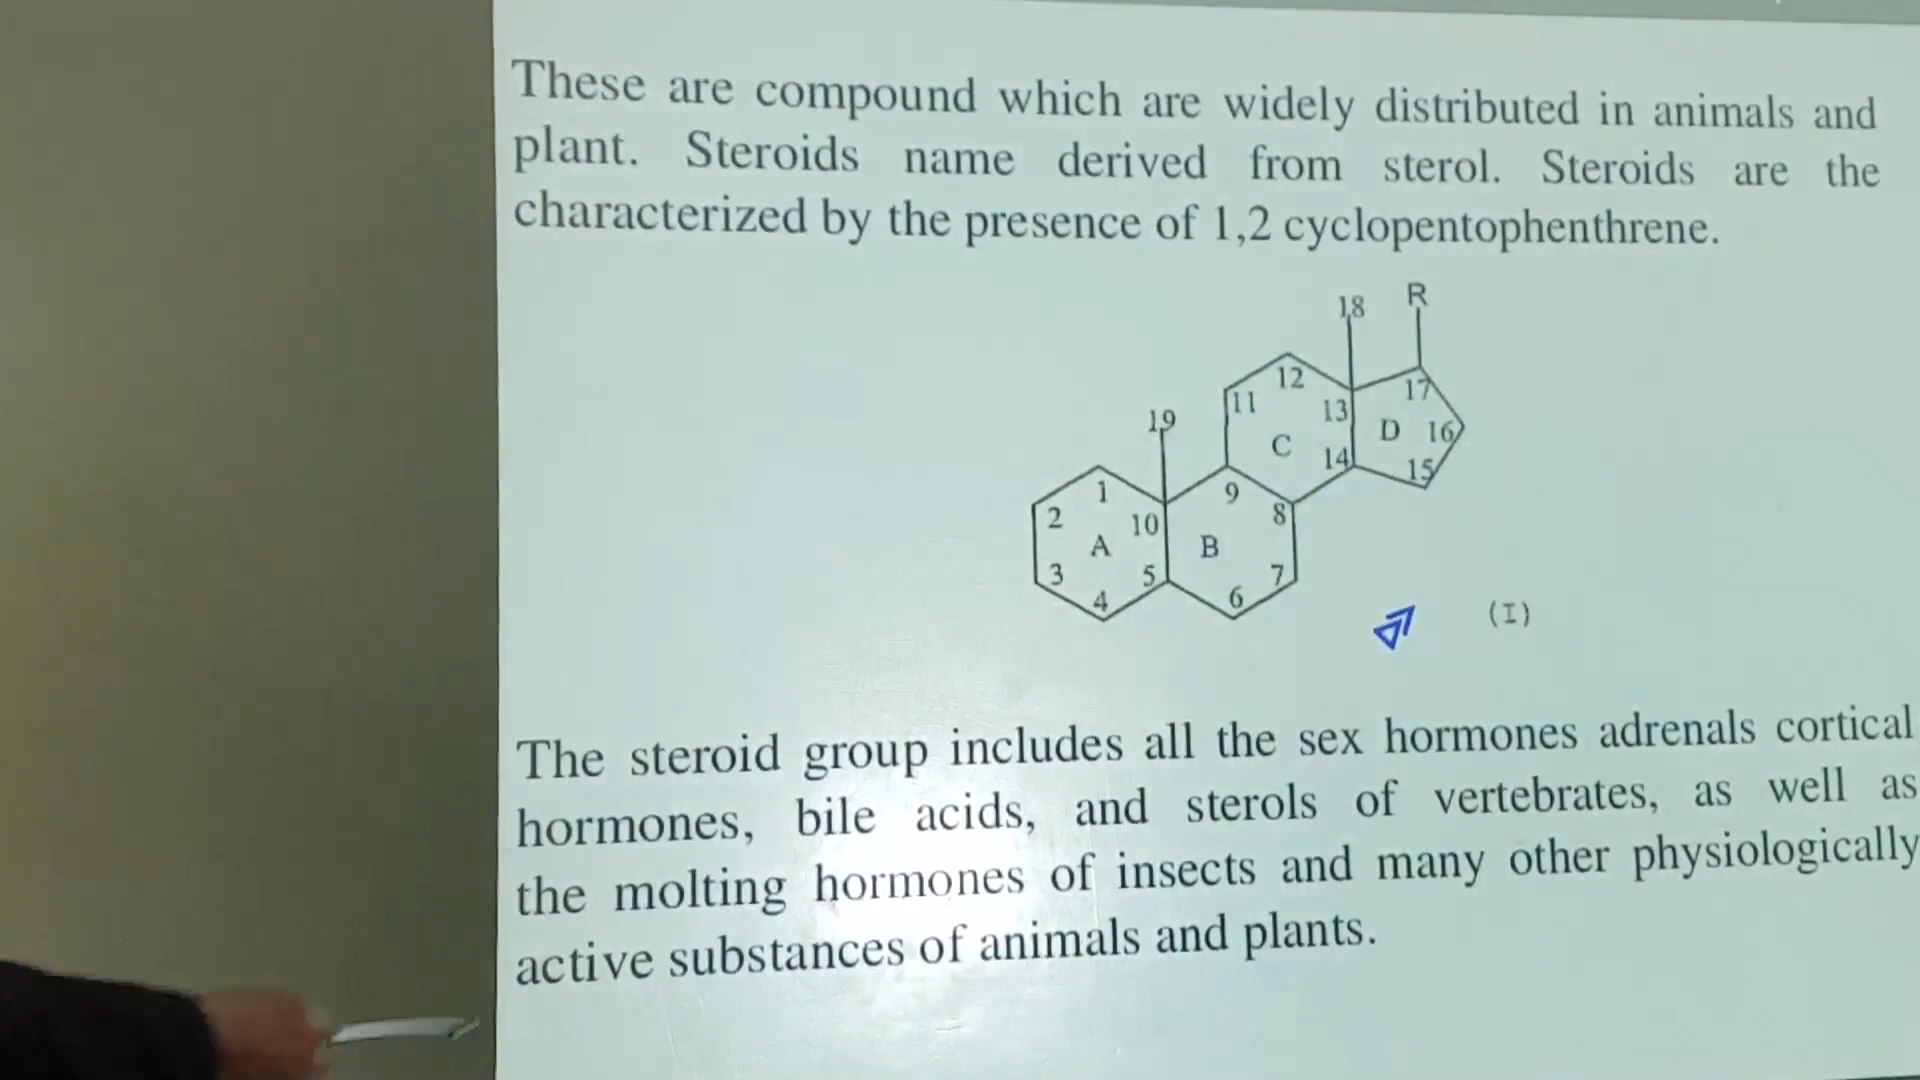 These are compound which are widely distributed in animals and
plant. Steroids name derived from sterol. Steroids are the
characterized by the presence of 1,2 cyclopentophenthrene.
18 R
12
17
11
13
19
D 16
C
14
15
1
9
2
10
8
A
B
3
5
7
4
6
(I)
The steroid group includes all the sex hormones adrenals cortical
hormones, bile acids, and sterols of vertebrates, as well as
the molting hormones of insects and many other physiologically
active substances of animals and plants.